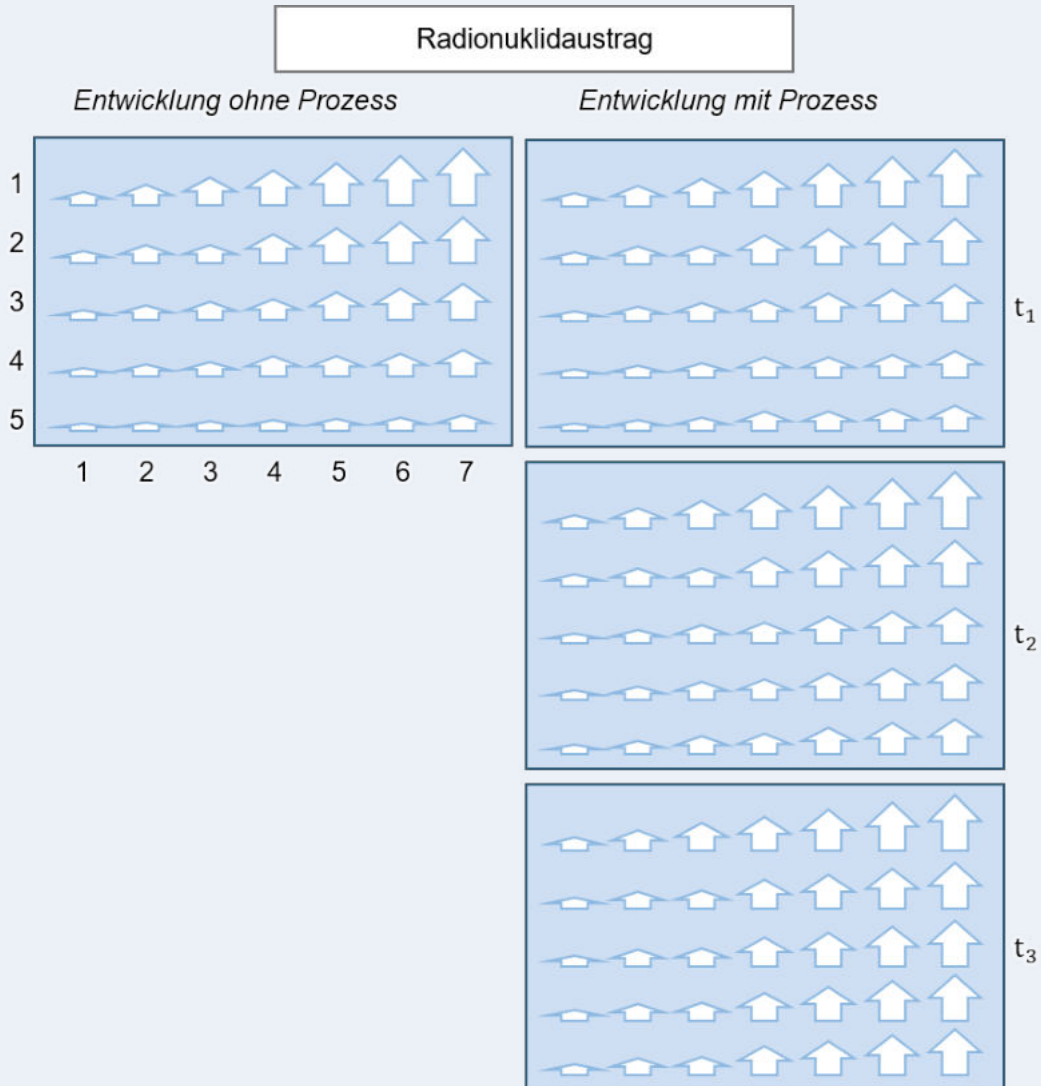 Radionuklidaustrag
Entwicklung ohne Prozess
Entwicklung mit Prozess
1
2
3
4
5
1 2 3 4 5 6 7
t₁
t₂
t₃